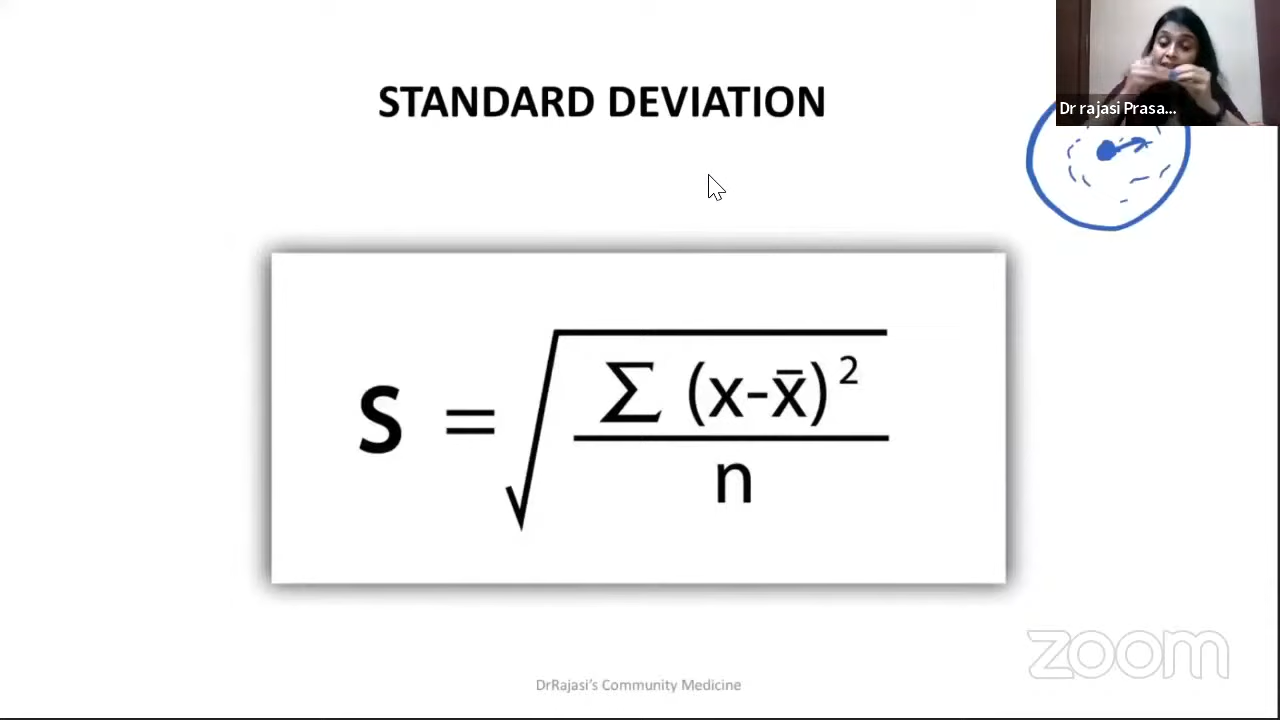 STANDARD DEVIATION
Dr rajasi Prasa...
S = √ Σ (x-x̄)²
n
zoom
DrRajasi's Community Medicine